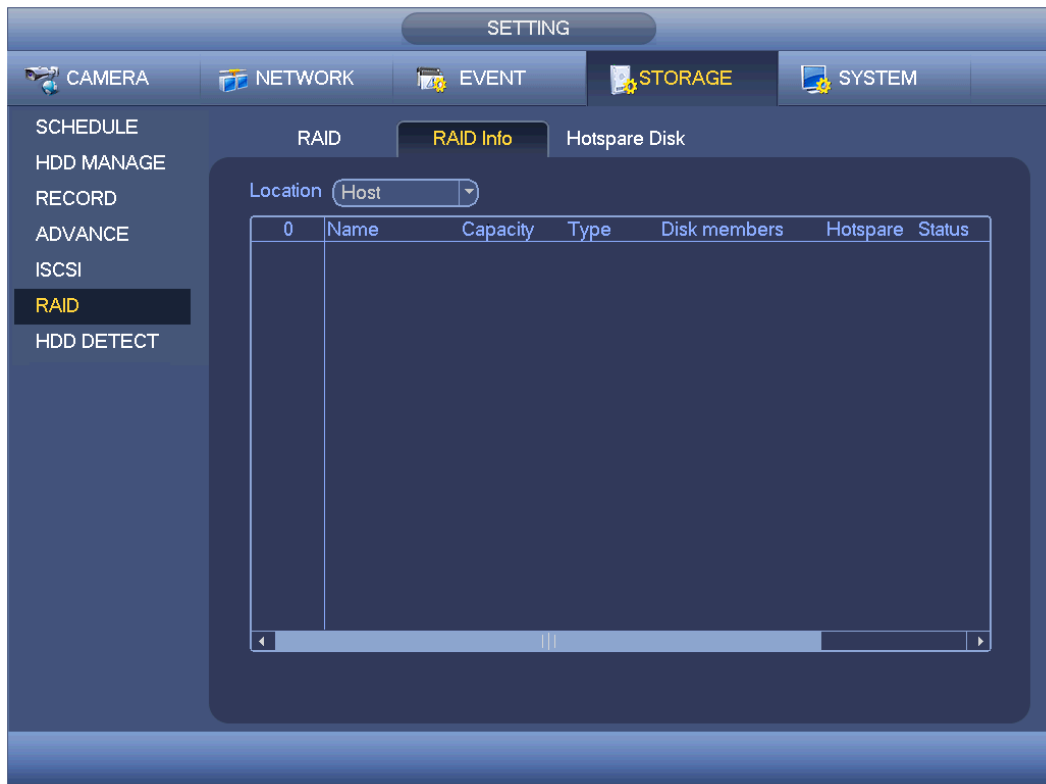 SETTING
CAMERA NETWORK EVENT STORAGE SYSTEM
SCHEDULE
HDD MANAGE
RECORD
ADVANCE
ISCSI
RAID
HDD DETECT
RAID RAID Info Hotspare Disk
Location Host
0 Name Capacity Type Disk members Hotspare Status